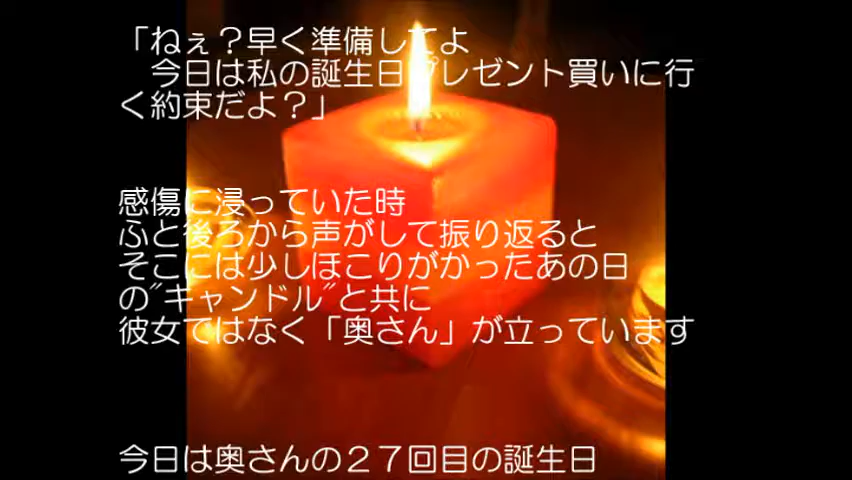 「ねぇ？早く準備してよ
　今日は私の誕生日プレゼント買いに行
く約束だよ？」
感傷に浸っていた時
ふと後ろから声がして振り返ると
そこには少しほこりがかったあの日
の"キャンドル"と共に
彼女ではなく「奥さん」が立っています
今日は奥さんの２７回目の誕生日